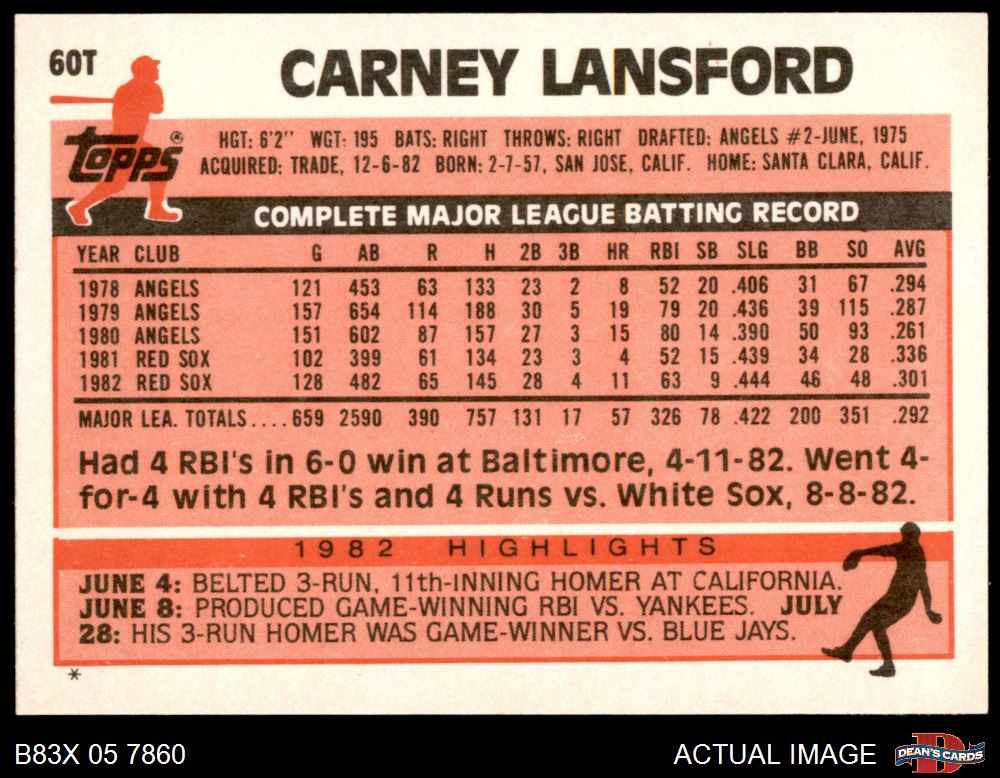 60T
CARNEY LANSFORD
Topps®
HGT: 6'2" WGT: 195 BATS: RIGHT THROWS: RIGHT DRAFTED: ANGELS #2-JUNE, 1975
ACQUIRED: TRADE, 12-6-82 BORN: 2-7-57, SAN JOSE, CALIF. HOME: SANTA CLARA, CALIF.
COMPLETE MAJOR LEAGUE BATTING RECORD
YEAR CLUB G AB R H 2B 3B HR RBI SB SLG BB SO AVG
1978 ANGELS 121 453 63 133 23 2 8 52 20 .406 31 67 .294
1979 ANGELS 157 654 114 188 30 5 19 79 20 .436 39 115 .287
1980 ANGELS 151 602 87 157 27 3 15 80 14 .390 50 93 .261
1981 RED SOX 102 399 61 134 23 3 4 52 15 .439 34 28 .336
1982 RED SOX 128 482 65 145 28 4 11 63 9 .444 46 48 .301
MAJOR LEA. TOTALS....659 2590 390 757 131 17 57 326 78 .422 200 351 .292
Had 4 RBI's in 6-0 win at Baltimore, 4-11-82. Went 4-
for-4 with 4 RBI's and 4 Runs vs. White Sox, 8-8-82.
1982 HIGHLIGHTS
JUNE 4: BELTED 3-RUN, 11th-INNING HOMER AT CALIFORNIA.
JUNE 8: PRODUCED GAME-WINNING RBI VS. YANKEES. JULY
28: HIS 3-RUN HOMER WAS GAME-WINNER VS. BLUE JAYS.
*
B83X 05 7860
ACTUAL IMAGE
D
DEAN'S CARDS